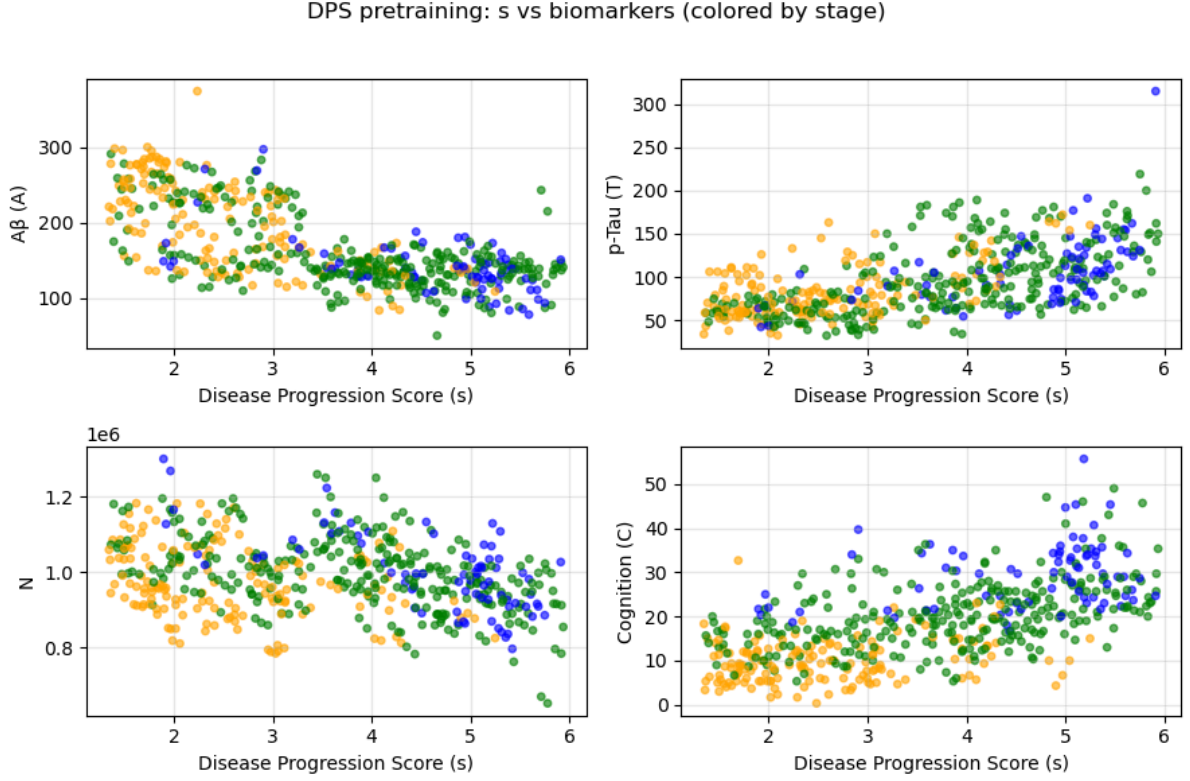 DPS pretraining: s vs biomarkers (colored by stage)
300
200
100
Aβ (A)
2 3 4 5 6
Disease Progression Score (s)
300
250
200
150
100
50
p-Tau (T)
2 3 4 5 6
Disease Progression Score (s)
1e6
1.2
1.0
0.8
N
2 3 4 5 6
Disease Progression Score (s)
50
40
30
20
10
0
Cognition (C)
2 3 4 5 6
Disease Progression Score (s)